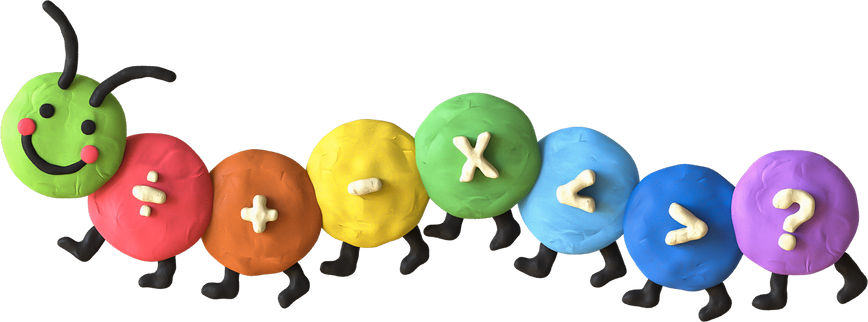 ÷ + - x < > ?